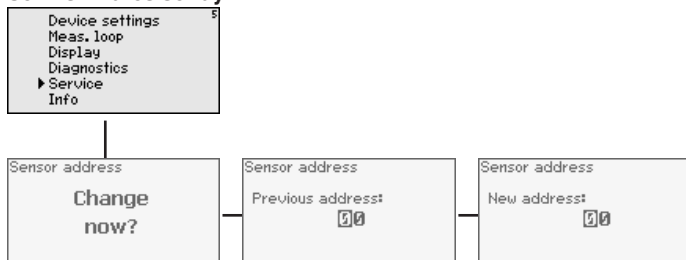 Device settings 5
Meas. loop
Display
Diagnostics
Service
Info
Sensor address
Change
now?
Sensor address
Previous address:
00
Sensor address
New address:
00